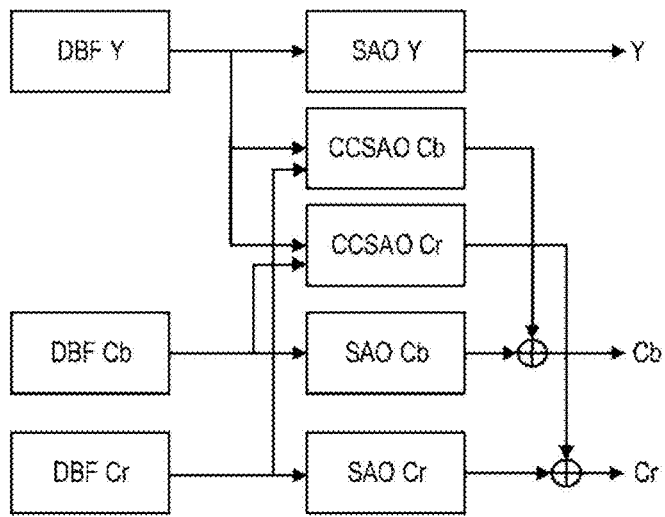 DBF Y
SAO Y
Y
CCSAO Cb
CCSAO Cr
DBF Cb
SAO Cb
Cb
DBF Cr
SAO Cr
Cr